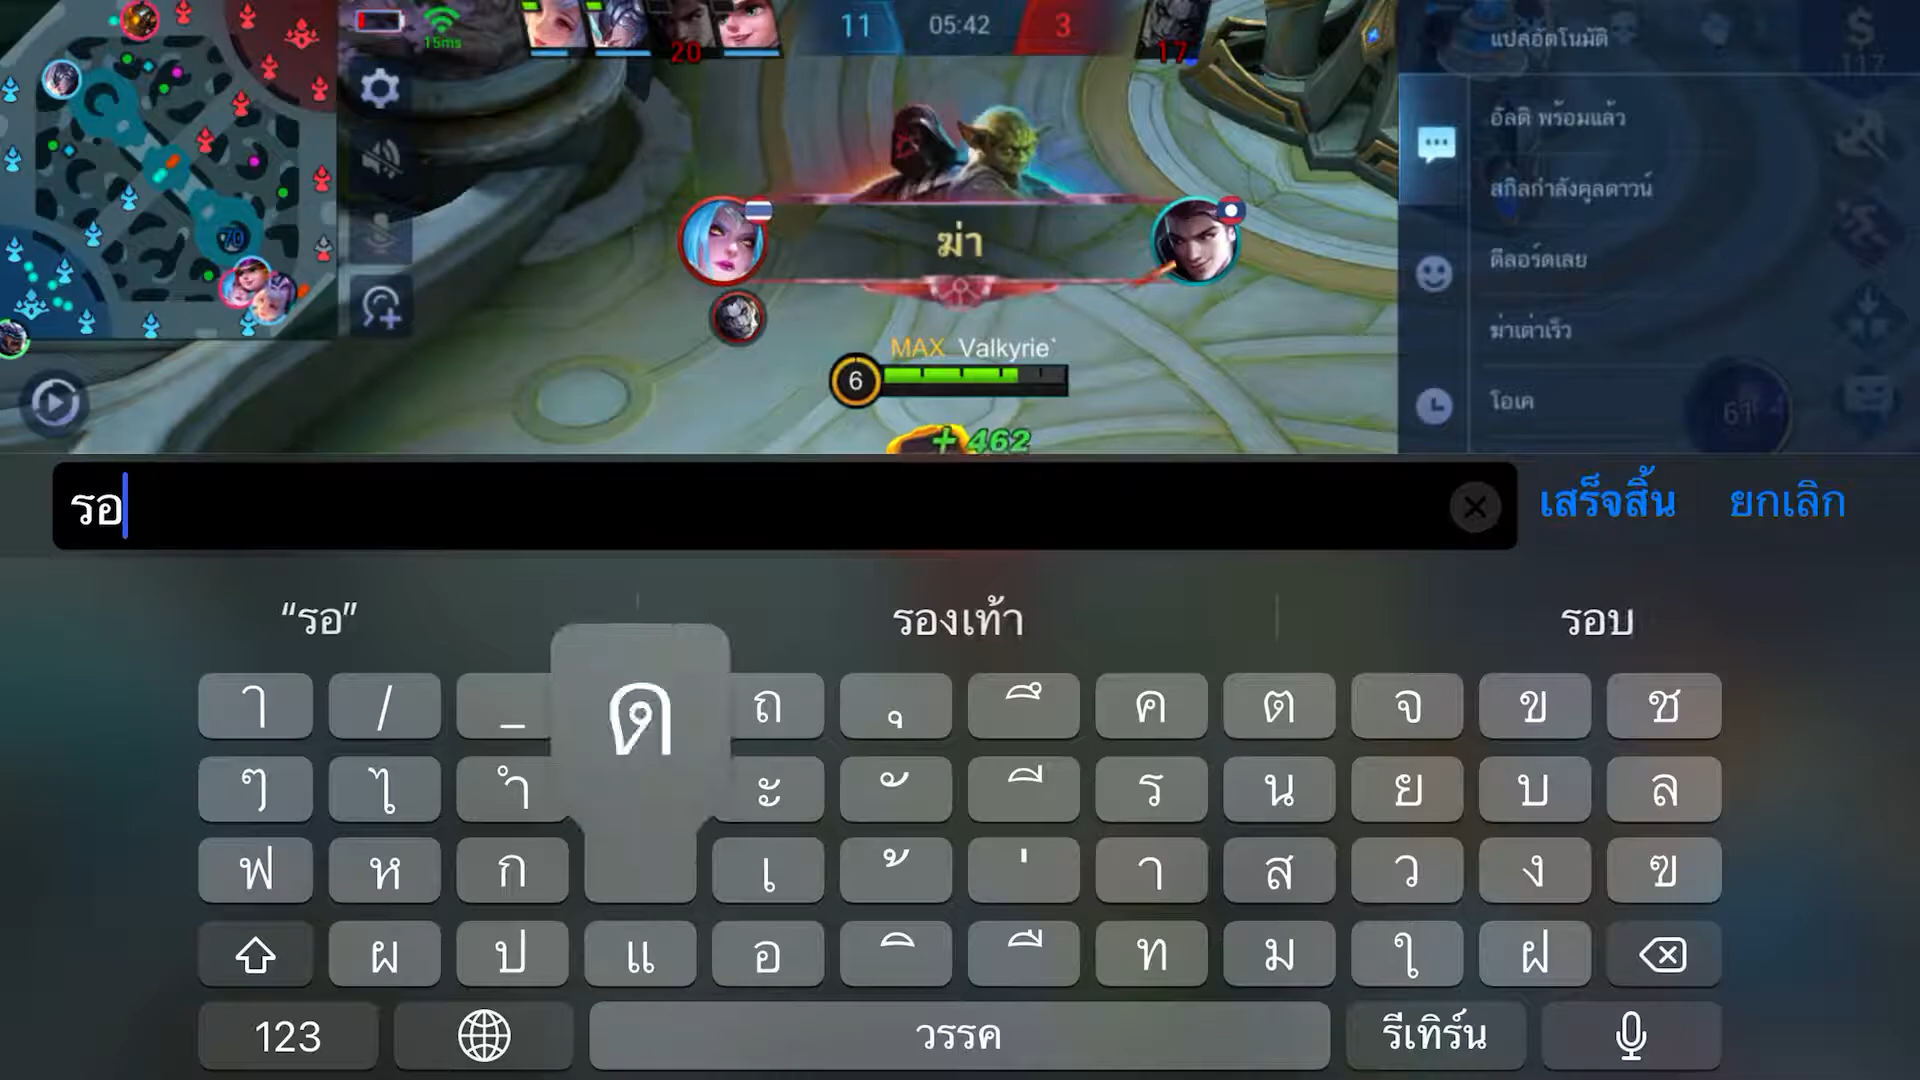 15ms
20
11
05:42
3
17
แปลอัตโนมัติ
117
อัลติ พร้อมแล้ว
สกิลกำลังคูลดาวน์
ตีลอร์ดเลย
ฆ่าเต่าเร็ว
โอเค
61
70
ฆ่า
MAX Valkyrie`
6
+ 462
รอ
เสร็จสิ้น ยกเลิก
“รอ” รองเท้า รอบ
ๅ / _ ด ถ ุ ึ ค ต จ ข ช
ๆ ไ ำ ะ ั ี ร น ย บ ล
ฟ ห ก เ ้ ่ า ส ว ง ฃ
ผ ป แ อ ิ ื ท ม ใ ฝ
123 วรรค รีเทิร์น